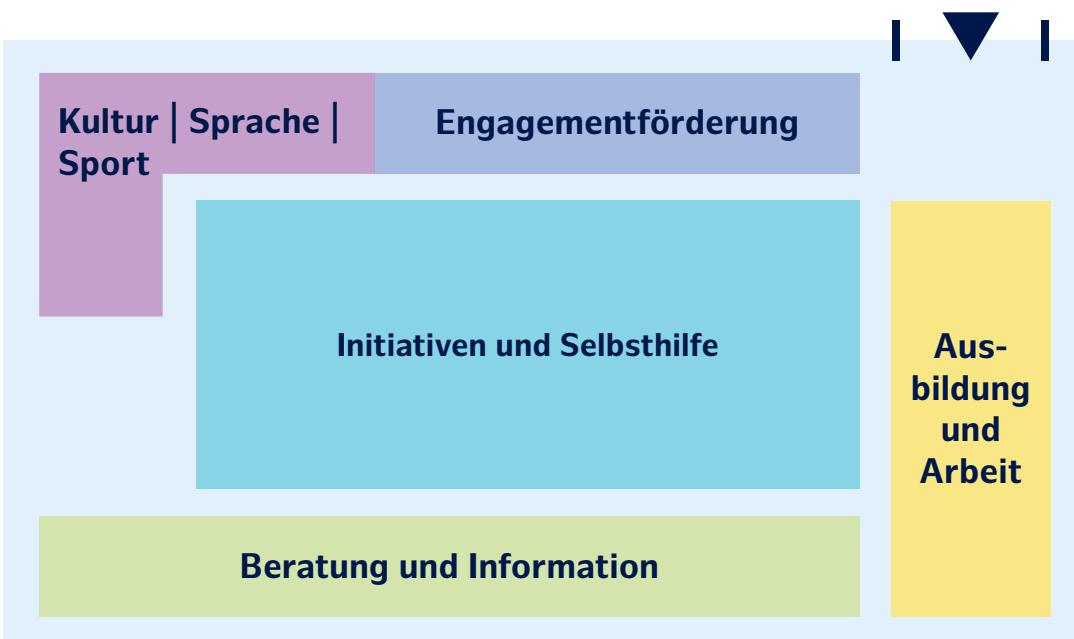 Kultur | Sprache |
Sport
Engagementförderung
Initiativen und Selbsthilfe
Aus-
bildung
und
Arbeit
Beratung und Information